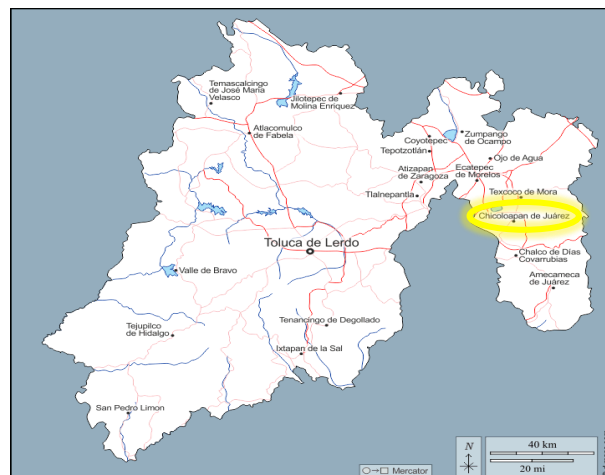 Temascalcingo
de José María
Velasco
Jilotepec de
Molina Enriquez
Atlacomulco
de Fabela
Coyotepec
Zumpango
de Ocampo
Tepotzotlán
Ojo de Agua
Atizapan
de Zaragoza
Ecatepec
de Morelos
Tlalnepantla
Texcoco de Mora
Chicoloapan de Juárez
Toluca de Lerdo
Chalco de Días
Covarrubias
Valle de Bravo
Amecameca
de Juárez
Tenancingo de Degollado
Tejupilco
de Hidalgo
Ixtapan de la Sal
San Pedro Limon
N
40 km
20 mi
Mercator